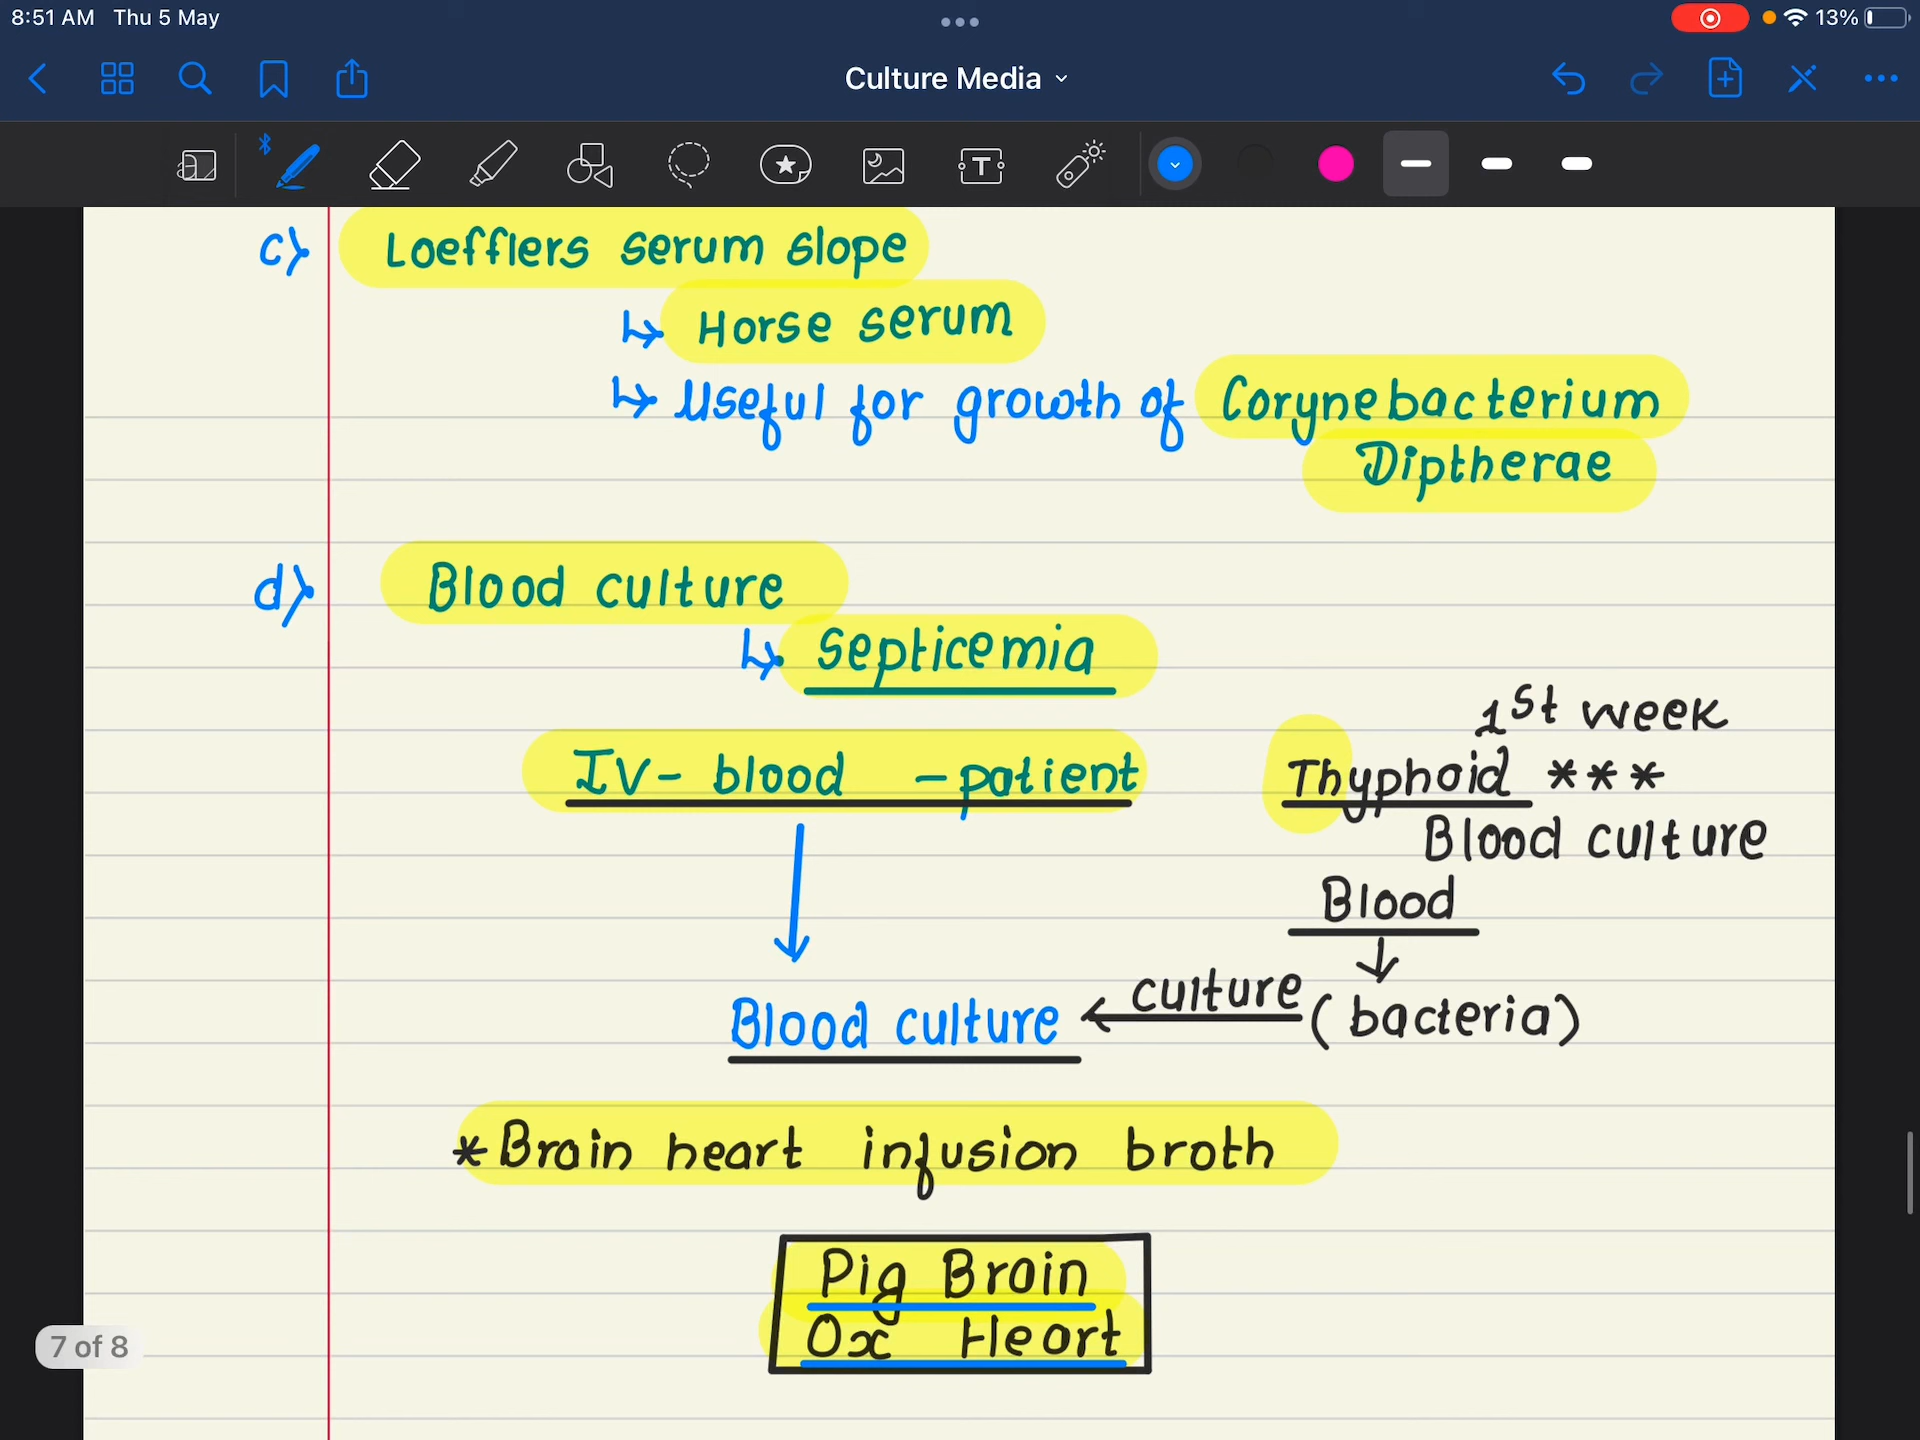 8:51 AM Thu 5 May
13%
Culture Media
c) Loefflers serum slope
↳ Horse serum
↳ Useful for growth of Corynebacterium
Diptherae
d) Blood culture
↳ Septicemia
1st week
IV- blood - patient Thyphoid ***
Blood culture
Blood
↓
Blood culture ← culture (bacteria)
* Brain heart infusion broth
Pig Brain
Ox Heart
7 of 8